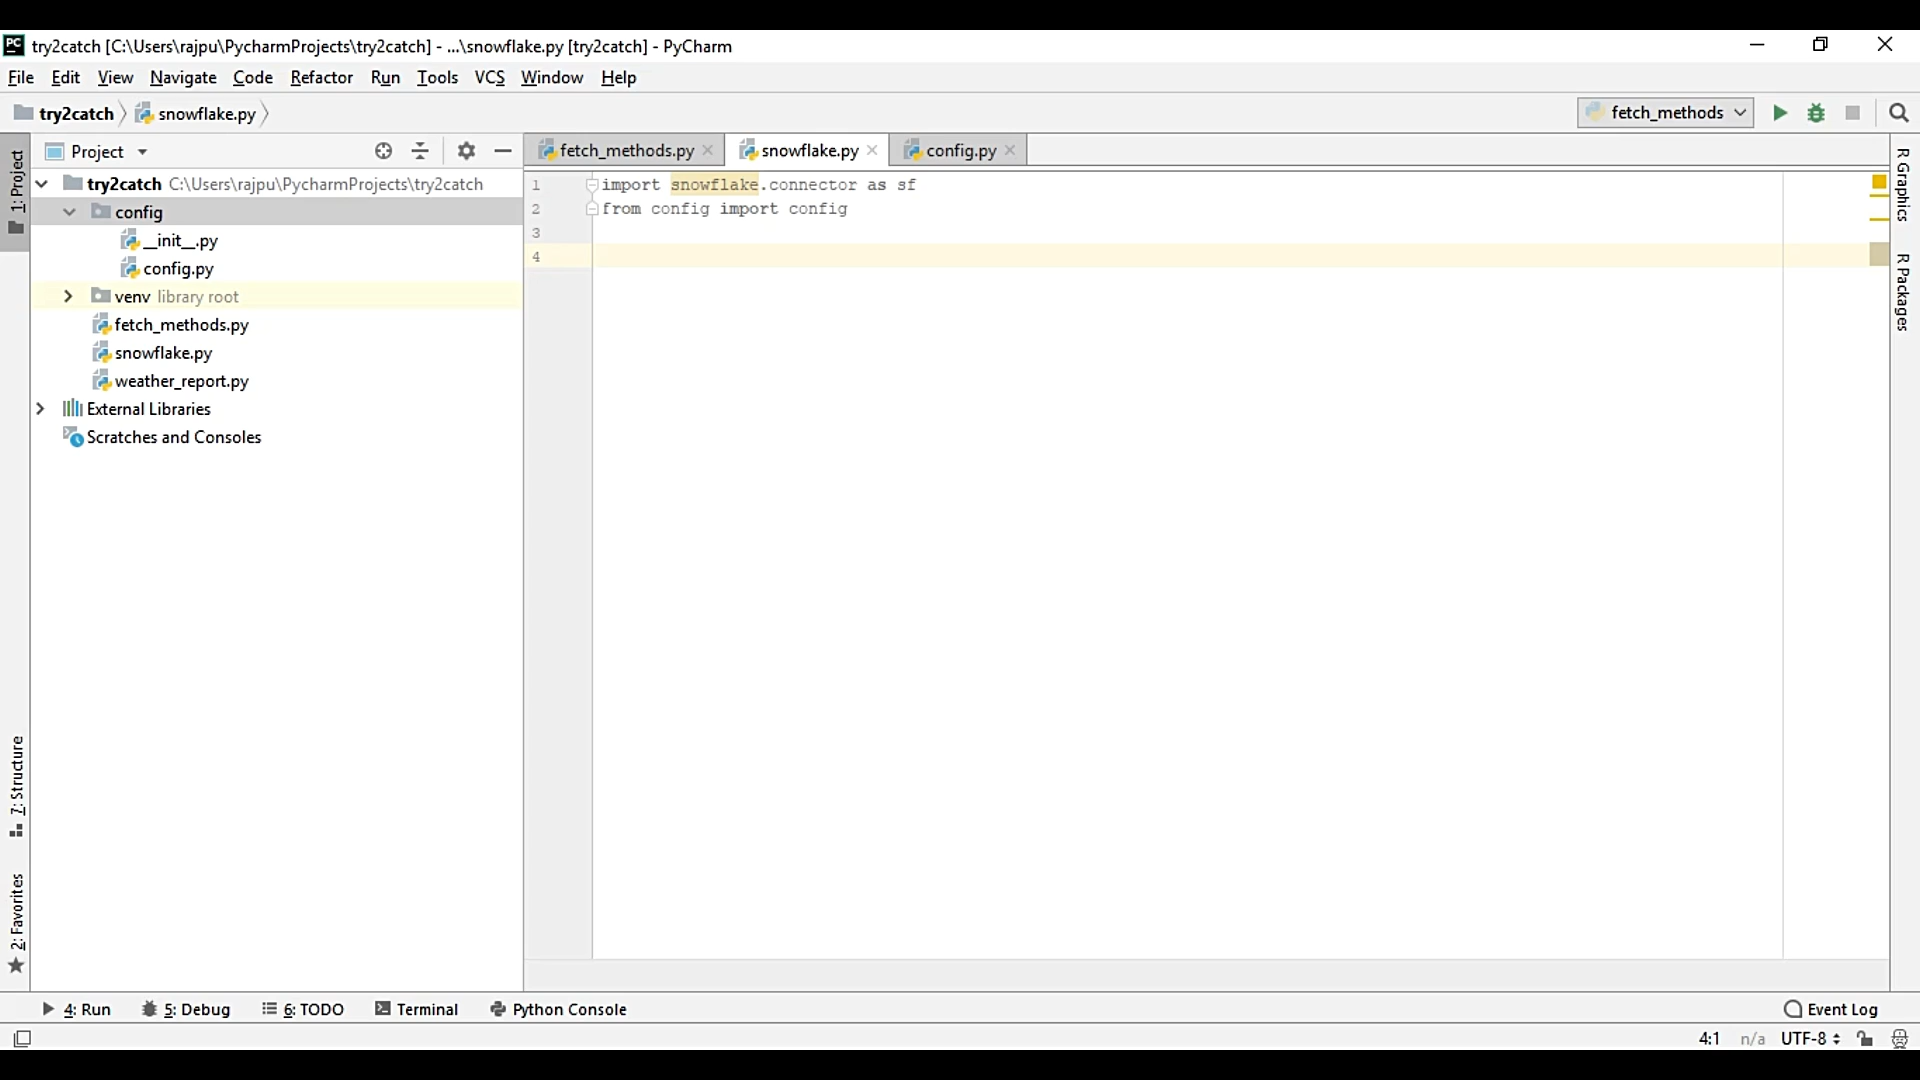 try2catch [C:\Users\rajpu\PycharmProjects\try2catch] - ...\snowflake.py [try2catch] - PyCharm
File Edit View Navigate Code Refactor Run Tools VCS Window Help
try2catch snowflake.py fetch_methods
Project
fetch_methods.py snowflake.py config.py
1: Project
try2catch C:\Users\rajpu\PycharmProjects\try2catch
config
__init__.py
config.py
venv library root
fetch_methods.py
snowflake.py
weather_report.py
External Libraries
Scratches and Consoles
1 import snowflake.connector as sf
2 from config import config
3
4
R Graphics
R Packages
7: Structure
2: Favorites
4: Run 5: Debug 6: TODO Terminal Python Console Event Log
4:1 n/a UTF-8